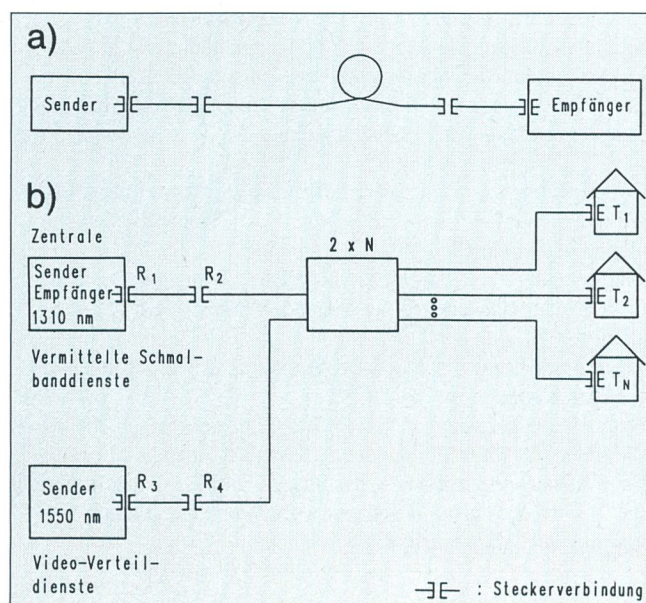 a)
Sender
Empfänger
b)
Zentrale
2 x N
T1
Sender
Empfänger
1310 nm
R1
R2
T2
Vermittelte Schmal-
banddienste
TN
Sender
1550 nm
R3
R4
Video-Verteil-
dienste
: Steckerverbindung